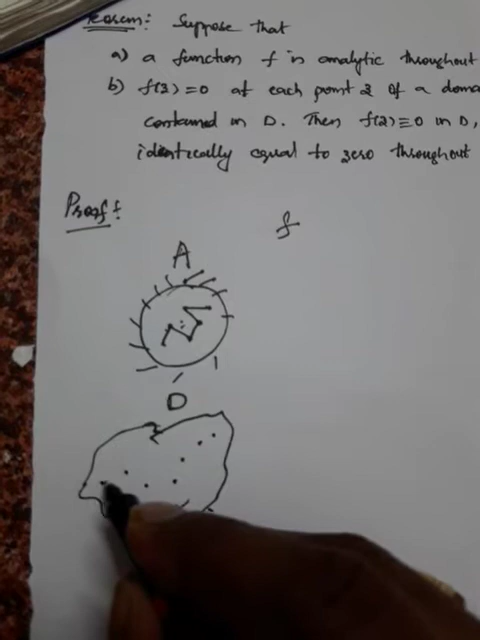 Theorem: Suppose that
a) a function f is analytic throughout
b) f(z) = 0 at each point z of a doma
contained in D. Then f(z) ≡ 0 in D,
identically equal to zero throughout
Proof:
f
A
D